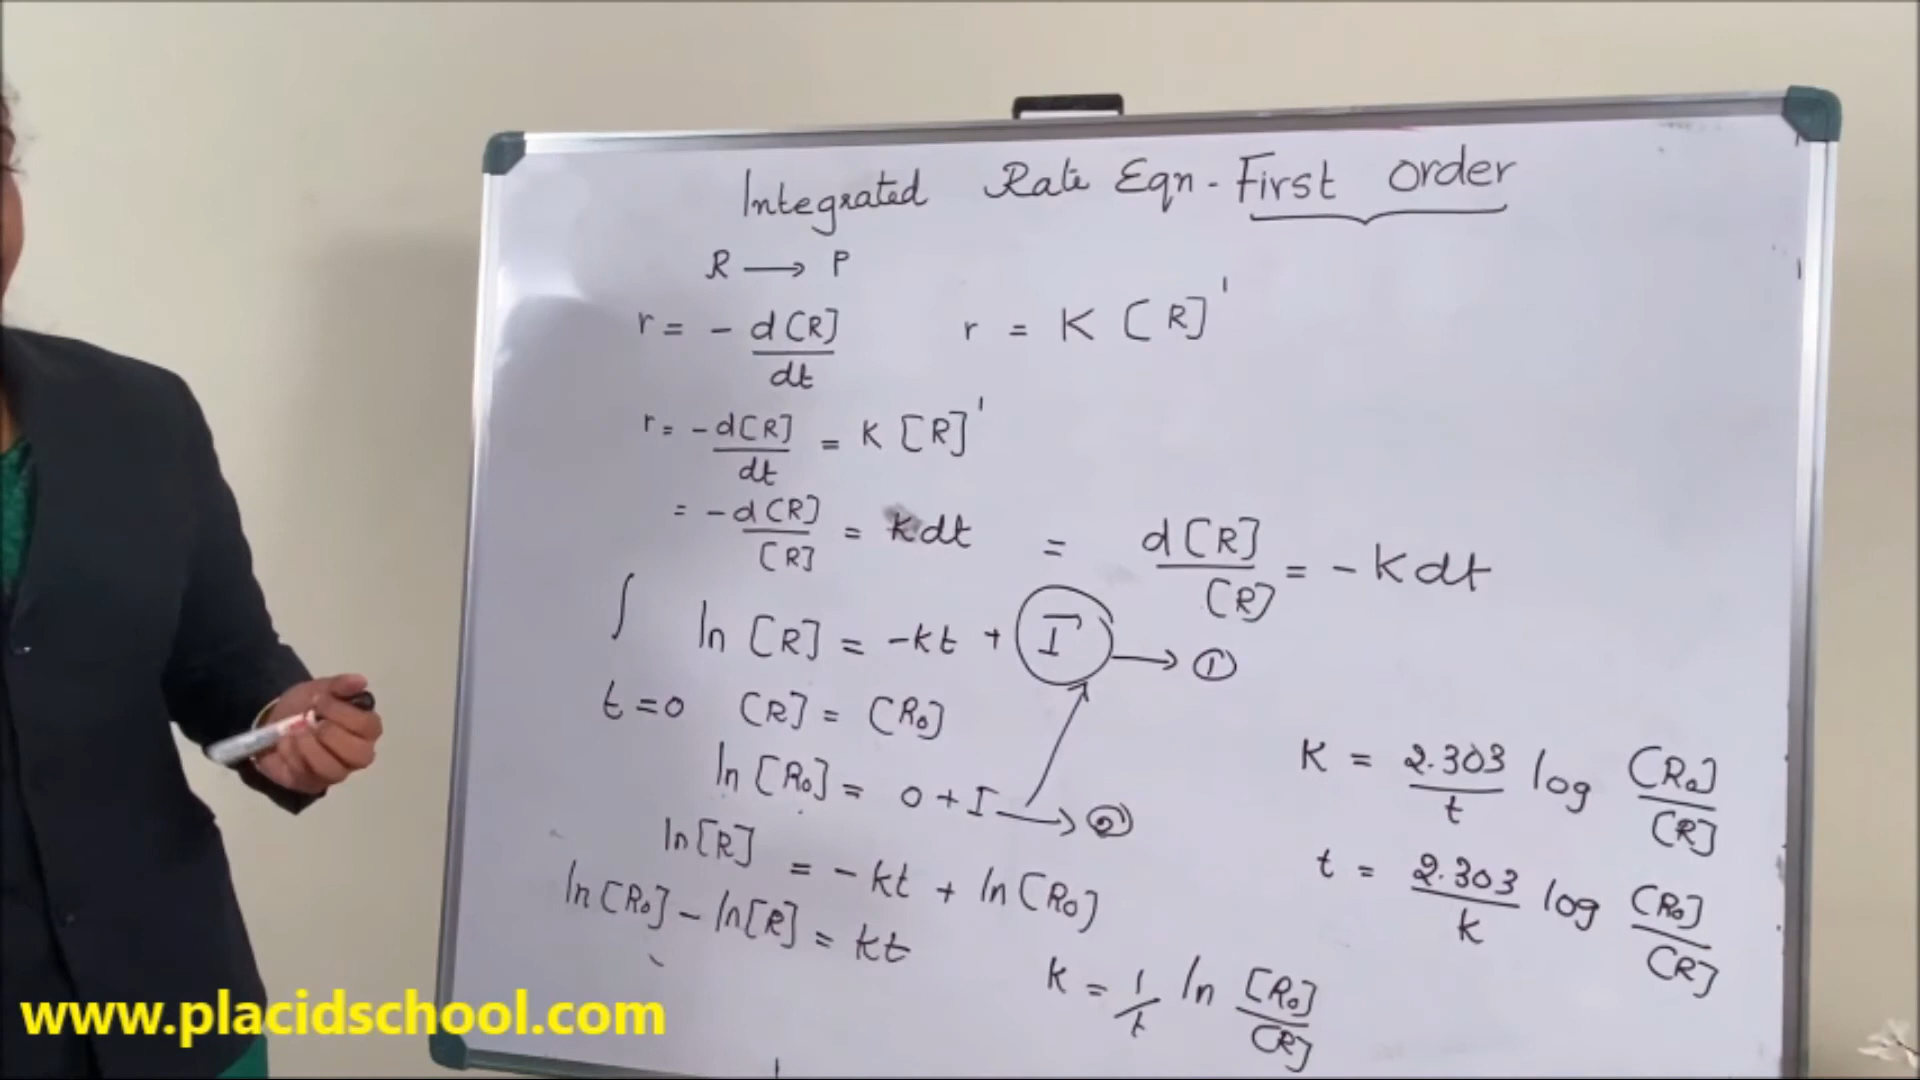 Integrated Rate Eqn - First order
R → P
r = - d[R]/dt    r = K [R]¹
r = -d[R]/dt = K [R]¹
= -d[R]/[R] = kdt = d[R]/[R] = -kdt
∫ ln [R] = -kt + I → ①
t=0 [R] = [R₀]
ln [R₀] = 0 + I → ②
ln[R] = -kt + ln[R₀]
ln[R₀] - ln[R] = kt
K = 1/t ln [R₀]/[R]
K = 2.303/t log [R₀]/[R]
t = 2.303/k log [R₀]/[R]
www.placidschool.com